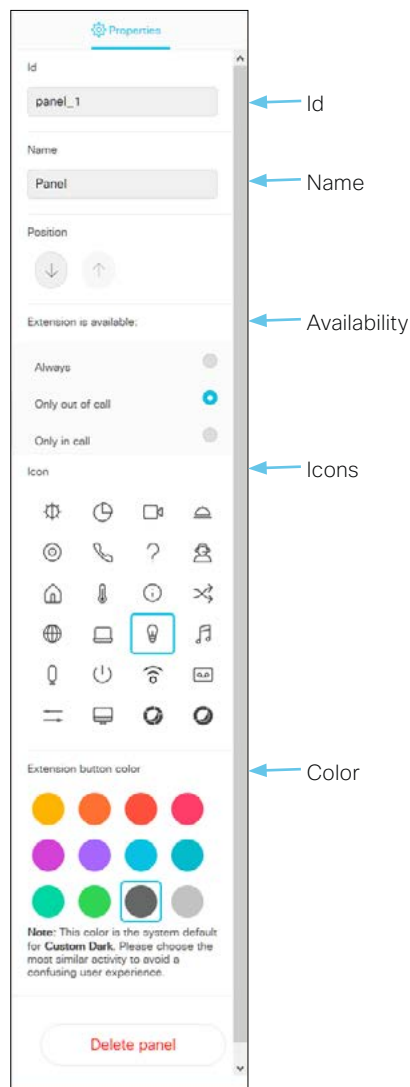 Properties
Id
panel_1
Id
Name
Panel
Name
Position
Extension is available:
Availability
Always
Only out of call
Only in call
Icon
Icons
Extension button color
Color
Note: This color is the system default
for Custom Dark. Please choose the
most similar activity to avoid a
confusing user experience.
Delete panel